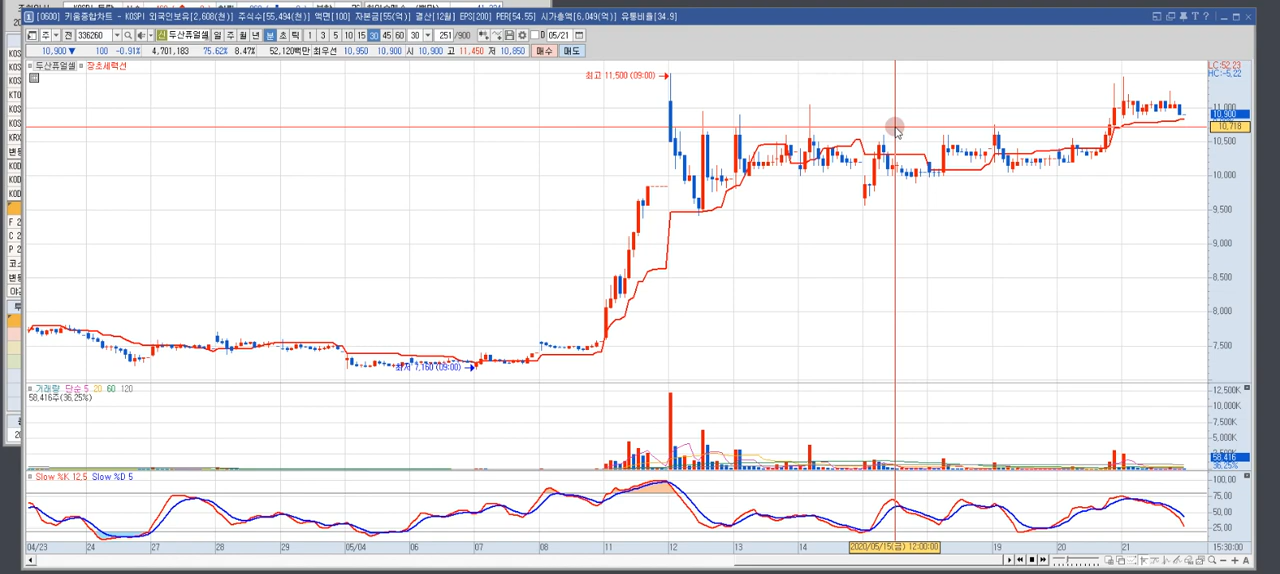 [0600] 키움종합차트 - KOSPI 외국인보유[2,608(천)] 주식수[55,494(천)] 액면[100] 자본금[55(억)] 결산[12월] EPS[200] PER[54.55] 시가총액[6,049(억)] 유통비율[34.9]
주 전 336260 신 두산퓨얼셀 일 주 월 년 분 초 틱 1 3 5 10 15 30 45 60 30 251 /900 D 05/21
10,900 ▼ 100 -0.91% 4,701,183 75.62% 8.47% 52,120백만 최우선 10,950 10,900 시 10,900 고 11,450 저 10,850 매수 매도
두산퓨얼셀 장초세력선
LC:52.23
HC:-5.22
최고 11,500 (09:00)
11,000
10,900
10,718
10,500
10,000
9,500
9,000
8,500
8,000
7,500
최저 7,160 (09:00)
거래량 단순 5 20 60 120
58,416주(36.25%)
12,500K
10,000K
7,500K
5,000K
58,416
36.25%
Slow %K 12,5 Slow %D 5
100.00
75.00
50.00
25.00
04/23 24 27 28 29 05/04 06 07 08 11 12 13 14 2020/05/15(금) 12:00:00 19 20 21 15:30:00